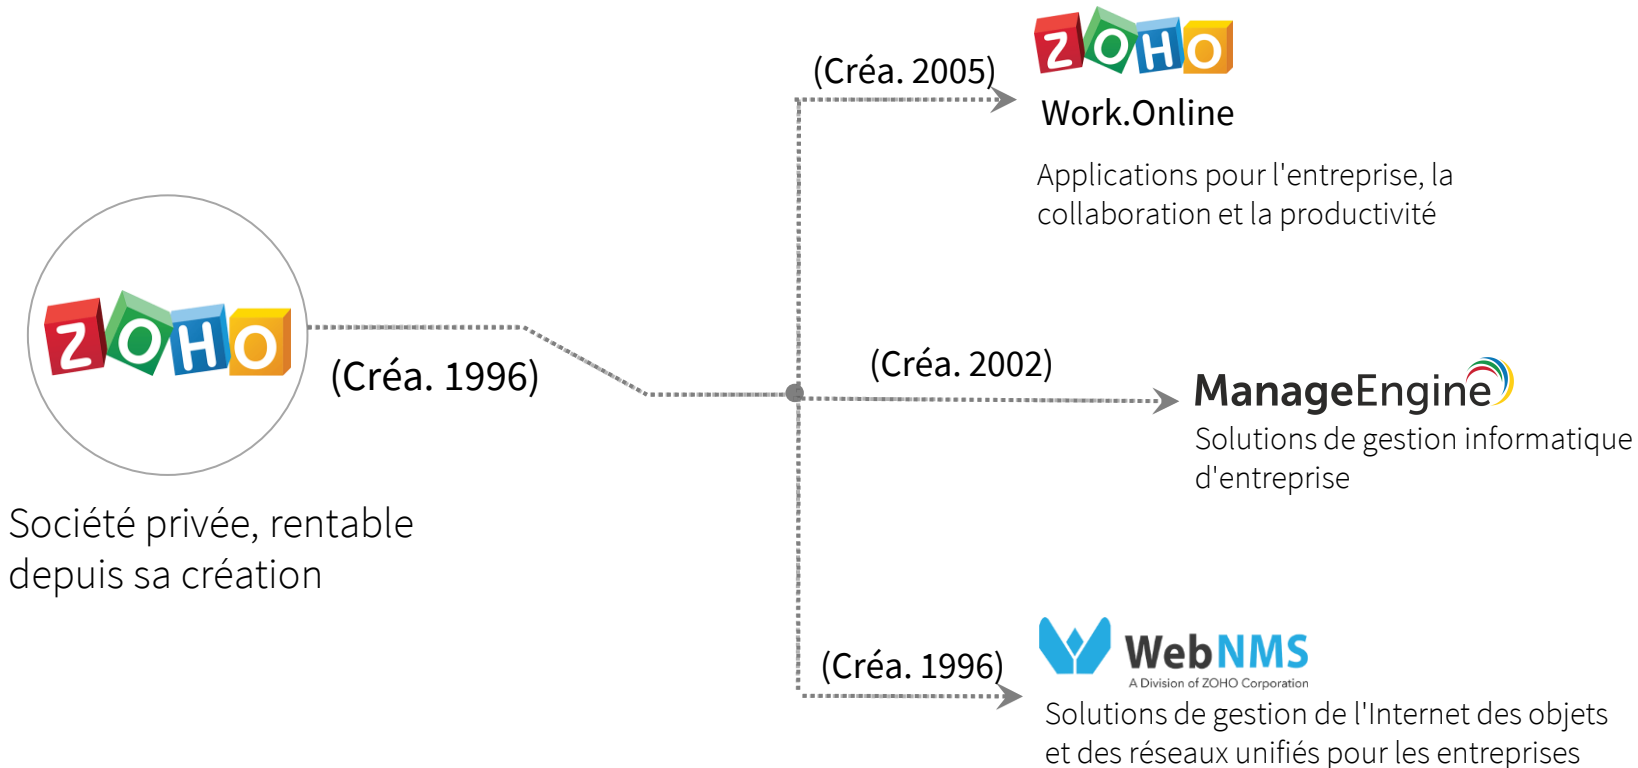 ZOHO
(Créa. 1996)
Société privée, rentable
depuis sa création
(Créa. 2005)
ZOHO
Work.Online
Applications pour l'entreprise, la
collaboration et la productivité
(Créa. 2002)
ManageEngine
Solutions de gestion informatique
d'entreprise
(Créa. 1996)
WebNMS
A Division of ZOHO Corporation
Solutions de gestion de l'Internet des objets
et des réseaux unifiés pour les entreprises